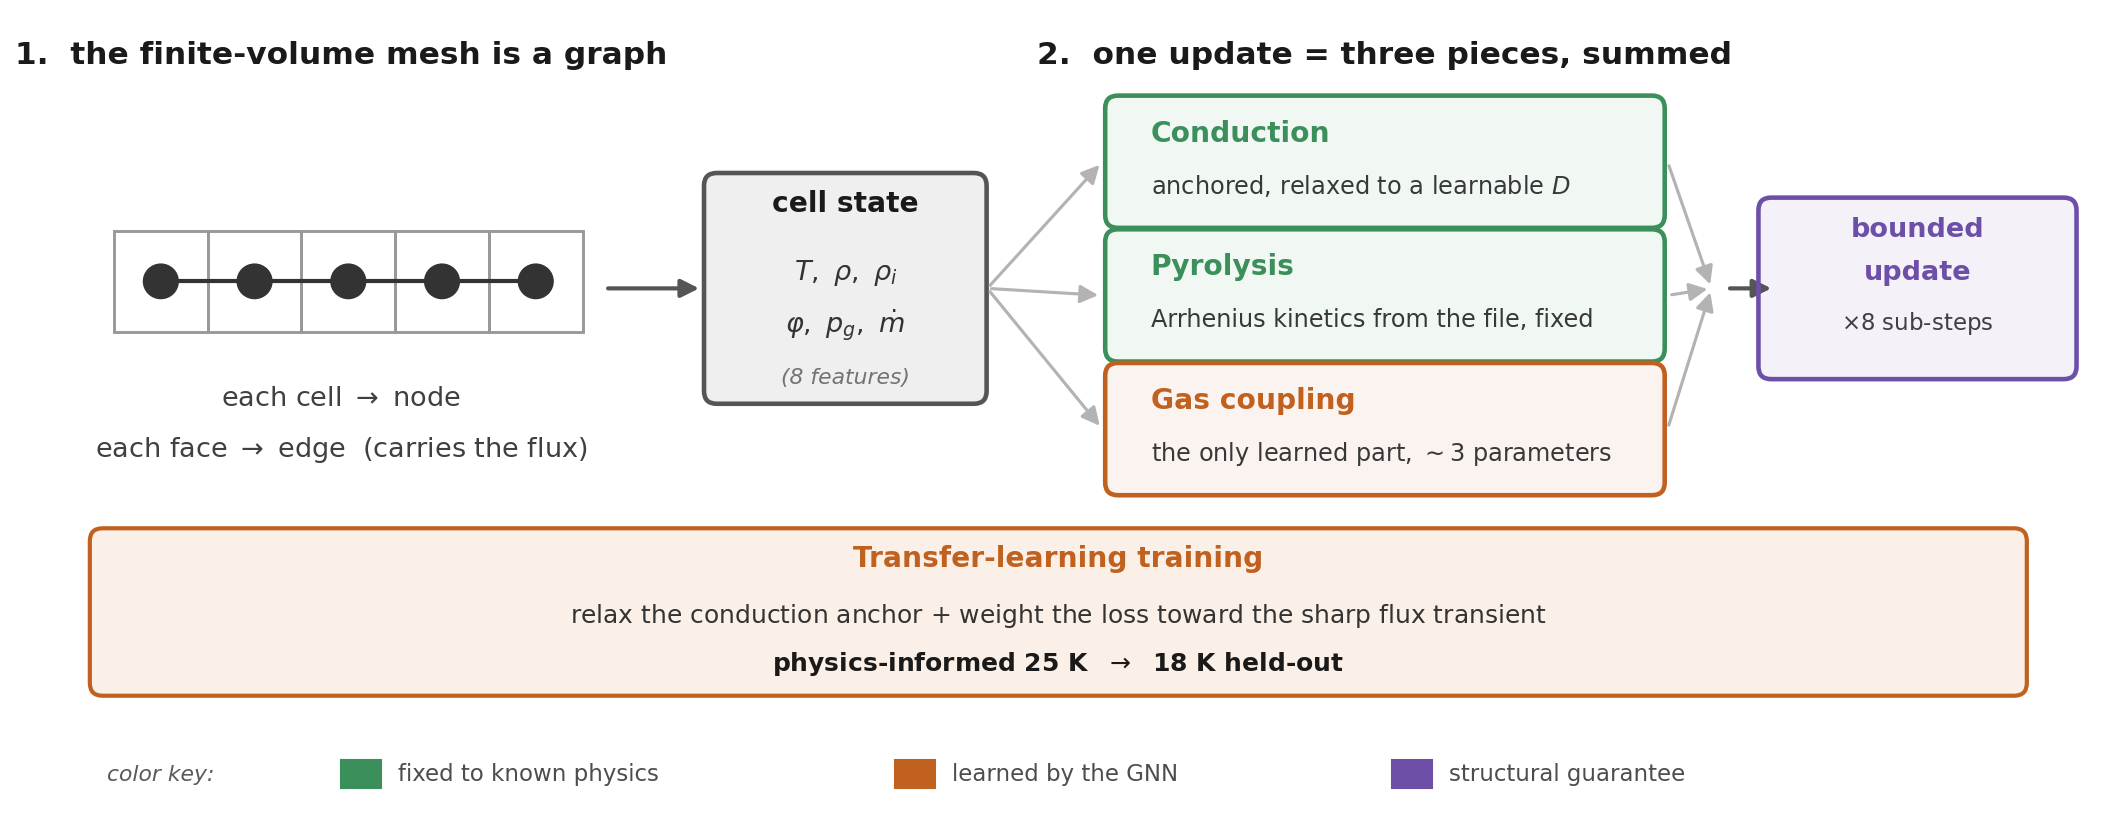 1.  the finite-volume mesh is a graph
each cell → node
each face → edge  (carries the flux)
cell state
T, ρ, ρᵢ
φ, p_g, ṁ
(8 features)
2.  one update = three pieces, summed
Conduction
anchored, relaxed to a learnable D
Pyrolysis
Arrhenius kinetics from the file, fixed
Gas coupling
the only learned part, ~3 parameters
bounded
update
×8 sub-steps
Transfer-learning training
relax the conduction anchor + weight the loss toward the sharp flux transient
physics-informed 25 K → 18 K held-out
color key:
fixed to known physics
learned by the GNN
structural guarantee